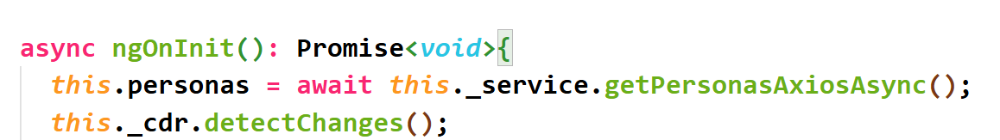 async ngOnInit(): Promise<void>{
this.personas = await this._service.getPersonasAxiosAsync();
this._cdr.detectChanges();